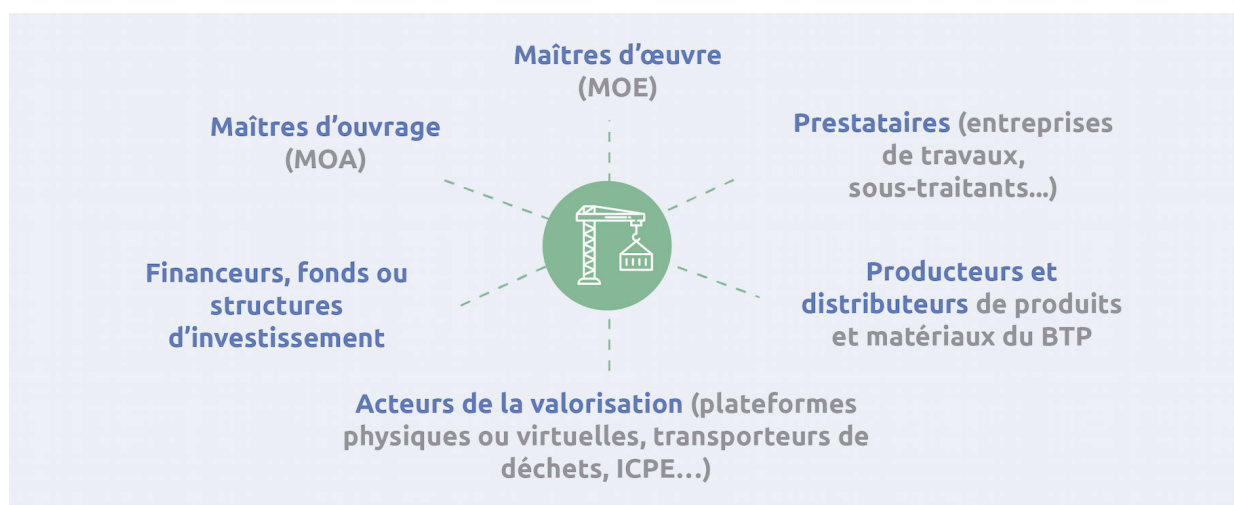 Maîtres d’œuvre
(MOE)
Maîtres d’ouvrage
(MOA)
Prestataires (entreprises
de travaux,
sous-traitants...)
Financeurs, fonds ou
structures
d’investissement
Producteurs et
distributeurs de produits
et matériaux du BTP
Acteurs de la valorisation (plateformes
physiques ou virtuelles, transporteurs de
déchets, ICPE…)